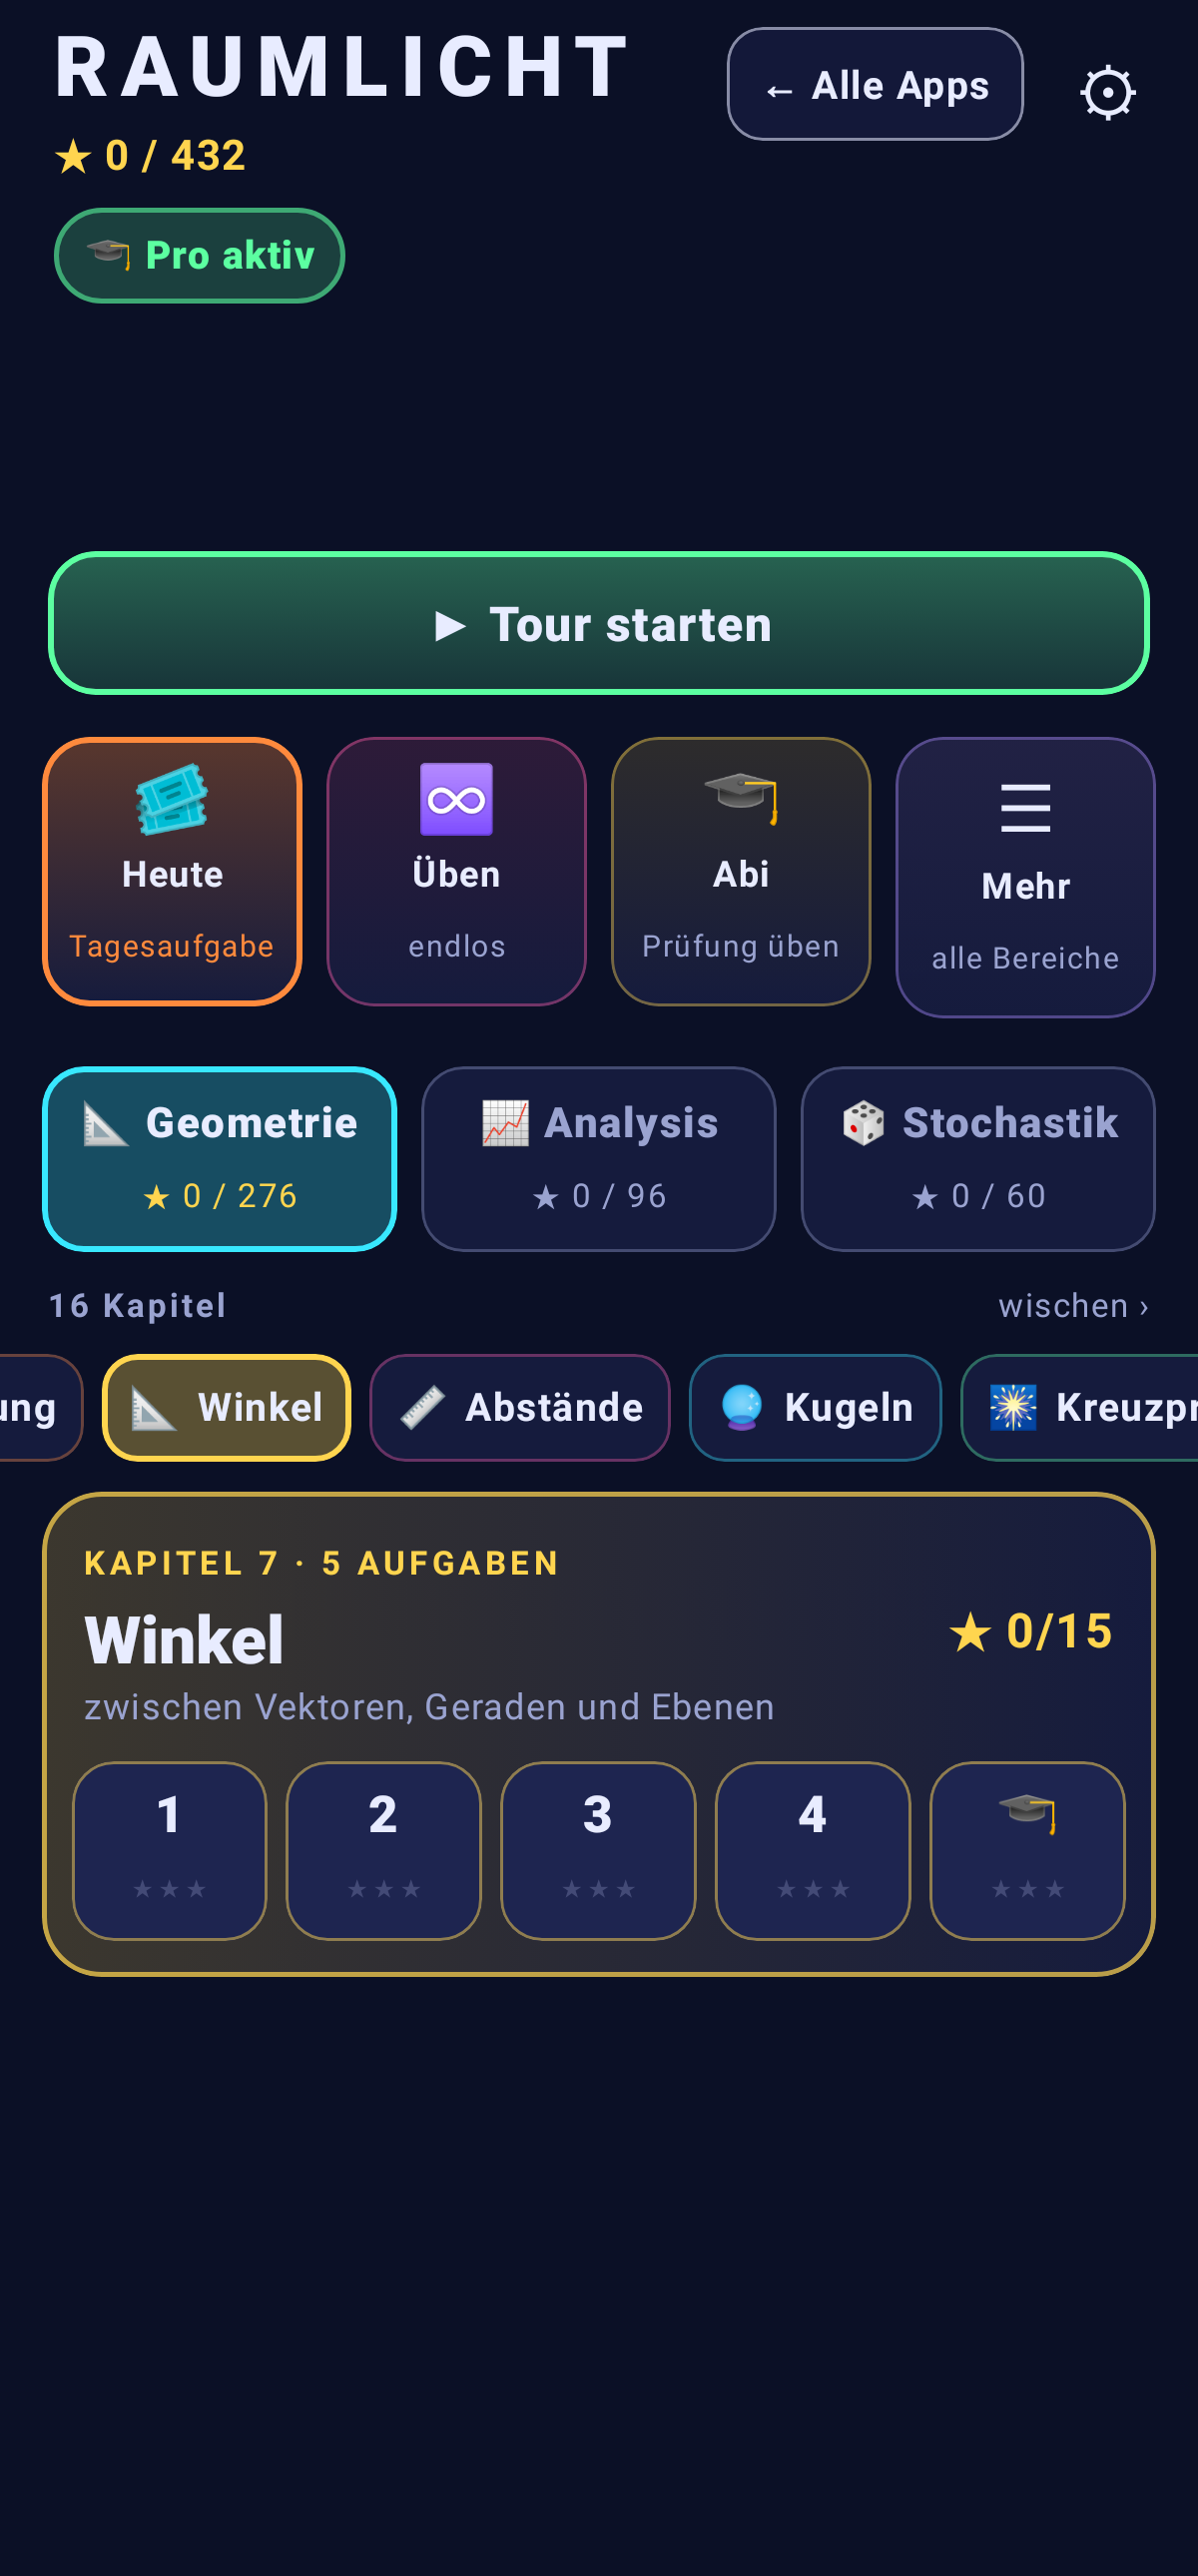 RAUMLICHT
← Alle Apps
★ 0 / 432
Pro aktiv
► Tour starten
Heute
Tagesaufgabe
Üben
endlos
Abi
Prüfung üben
Mehr
alle Bereiche
Geometrie
★ 0 / 276
Analysis
★ 0 / 96
Stochastik
★ 0 / 60
16 Kapitel
wischen ›
ung
Winkel
Abstände
Kugeln
Kreuzpr
KAPITEL 7 · 5 AUFGABEN
Winkel
★ 0/15
zwischen Vektoren, Geraden und Ebenen
1
2
3
4
★★★
★★★
★★★
★★★
★★★